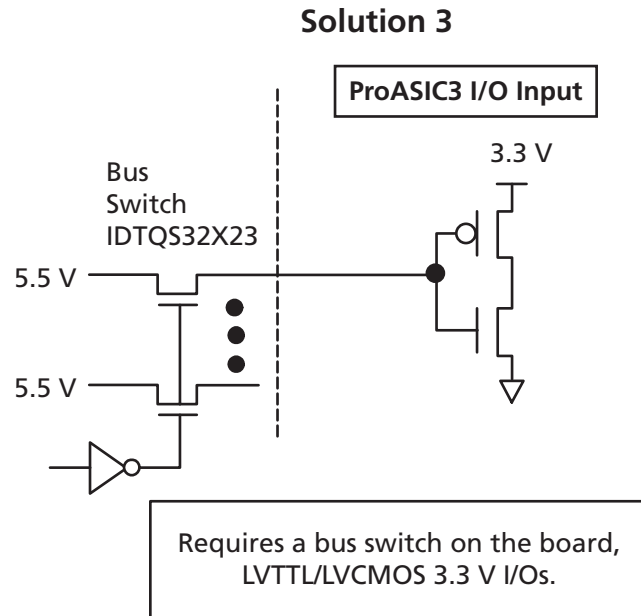 Solution 3
ProASIC3 I/O Input
3.3 V
Bus
Switch
IDTQS32X23
5.5 V
5.5 V
Requires a bus switch on the board,
LVTTL/LVCMOS 3.3 V I/Os.